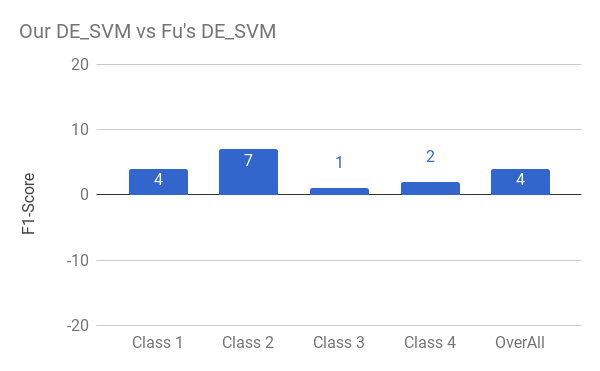 Our DE_SVM vs Fu's DE_SVM
20
10
0
-10
-20
F1-Score
4
7
1
2
4
Class 1
Class 2
Class 3
Class 4
OverAll